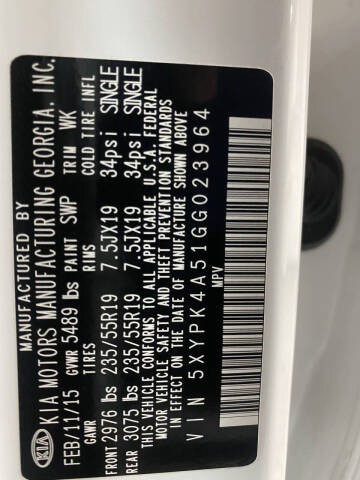 MANUFACTURED BY
KIA KIA MOTORS MANUFACTURING GEORGIA, INC.
FEB/11/15 GVWR 5489 lbs PAINT SWP TRIM WK
GAWR TIRES RIMS COLD TIRE INFL
FRONT 2976 lbs 235/55R19 7.5JX19 34psi SINGLE
REAR 3075 lbs 235/55R19 7.5JX19 34psi SINGLE
THIS VEHICLE CONFORMS TO ALL APPLICABLE U.S.A. FEDERAL
MOTOR VEHICLE SAFETY AND THEFT PREVENTION STANDARDS
IN EFFECT ON THE DATE OF MANUFACTURE SHOWN ABOVE
VIN 5XYPK4A51GG023964
MPV